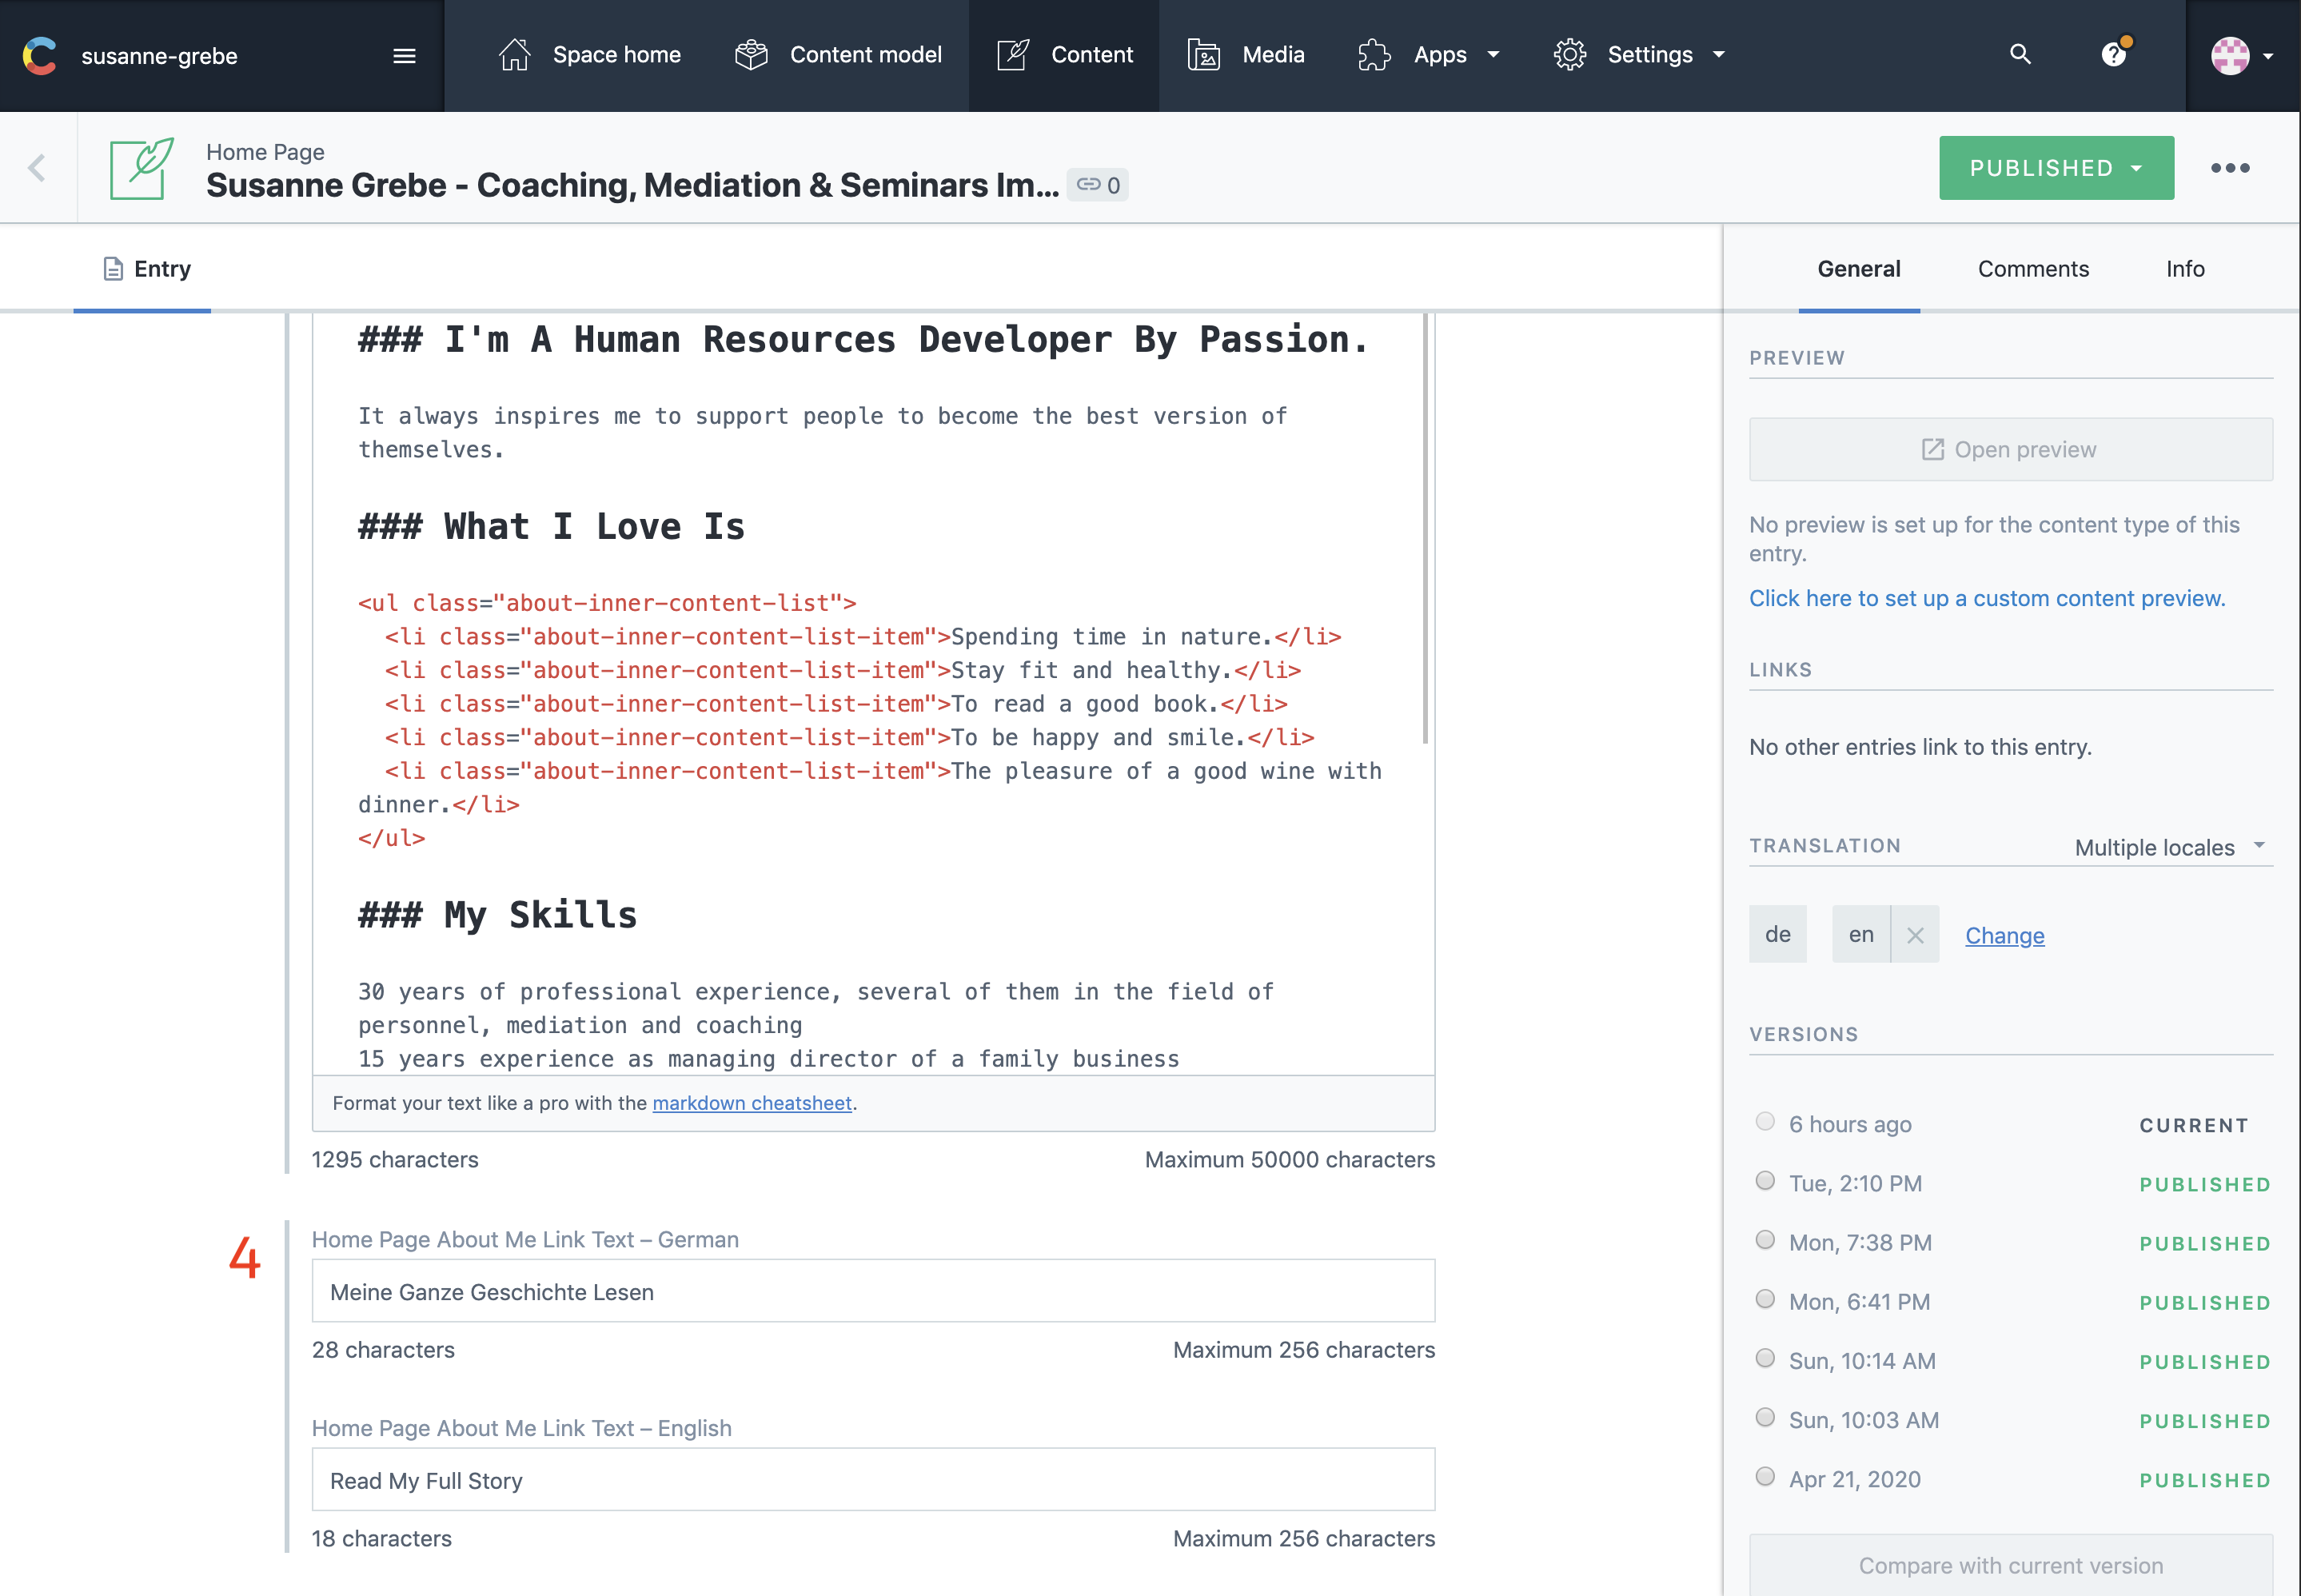 susanne-grebe
Space home
Content model
Content
Media
Apps
Settings
?
Home Page
Susanne Grebe - Coaching, Mediation & Seminars Im...
0
PUBLISHED
Entry
### I'm A Human Resources Developer By Passion.
It always inspires me to support people to become the best version of
themselves.
### What I Love Is
<ul class="about-inner-content-list">
<li class="about-inner-content-list-item">Spending time in nature.</li>
<li class="about-inner-content-list-item">Stay fit and healthy.</li>
<li class="about-inner-content-list-item">To read a good book.</li>
<li class="about-inner-content-list-item">To be happy and smile.</li>
<li class="about-inner-content-list-item">The pleasure of a good wine with
dinner.</li>
</ul>
### My Skills
30 years of professional experience, several of them in the field of
personnel, mediation and coaching
15 years experience as managing director of a family business
Format your text like a pro with the markdown cheatsheet.
1295 characters
Maximum 50000 characters
4
Home Page About Me Link Text – German
Meine Ganze Geschichte Lesen
28 characters
Maximum 256 characters
Home Page About Me Link Text – English
Read My Full Story
18 characters
Maximum 256 characters
General
Comments
Info
PREVIEW
Open preview
No preview is set up for the content type of this
entry.
Click here to set up a custom content preview.
LINKS
No other entries link to this entry.
TRANSLATION
Multiple locales
de
en
Change
VERSIONS
6 hours ago CURRENT
Tue, 2:10 PM PUBLISHED
Mon, 7:38 PM PUBLISHED
Mon, 6:41 PM PUBLISHED
Sun, 10:14 AM PUBLISHED
Sun, 10:03 AM PUBLISHED
Apr 21, 2020 PUBLISHED
Compare with current version